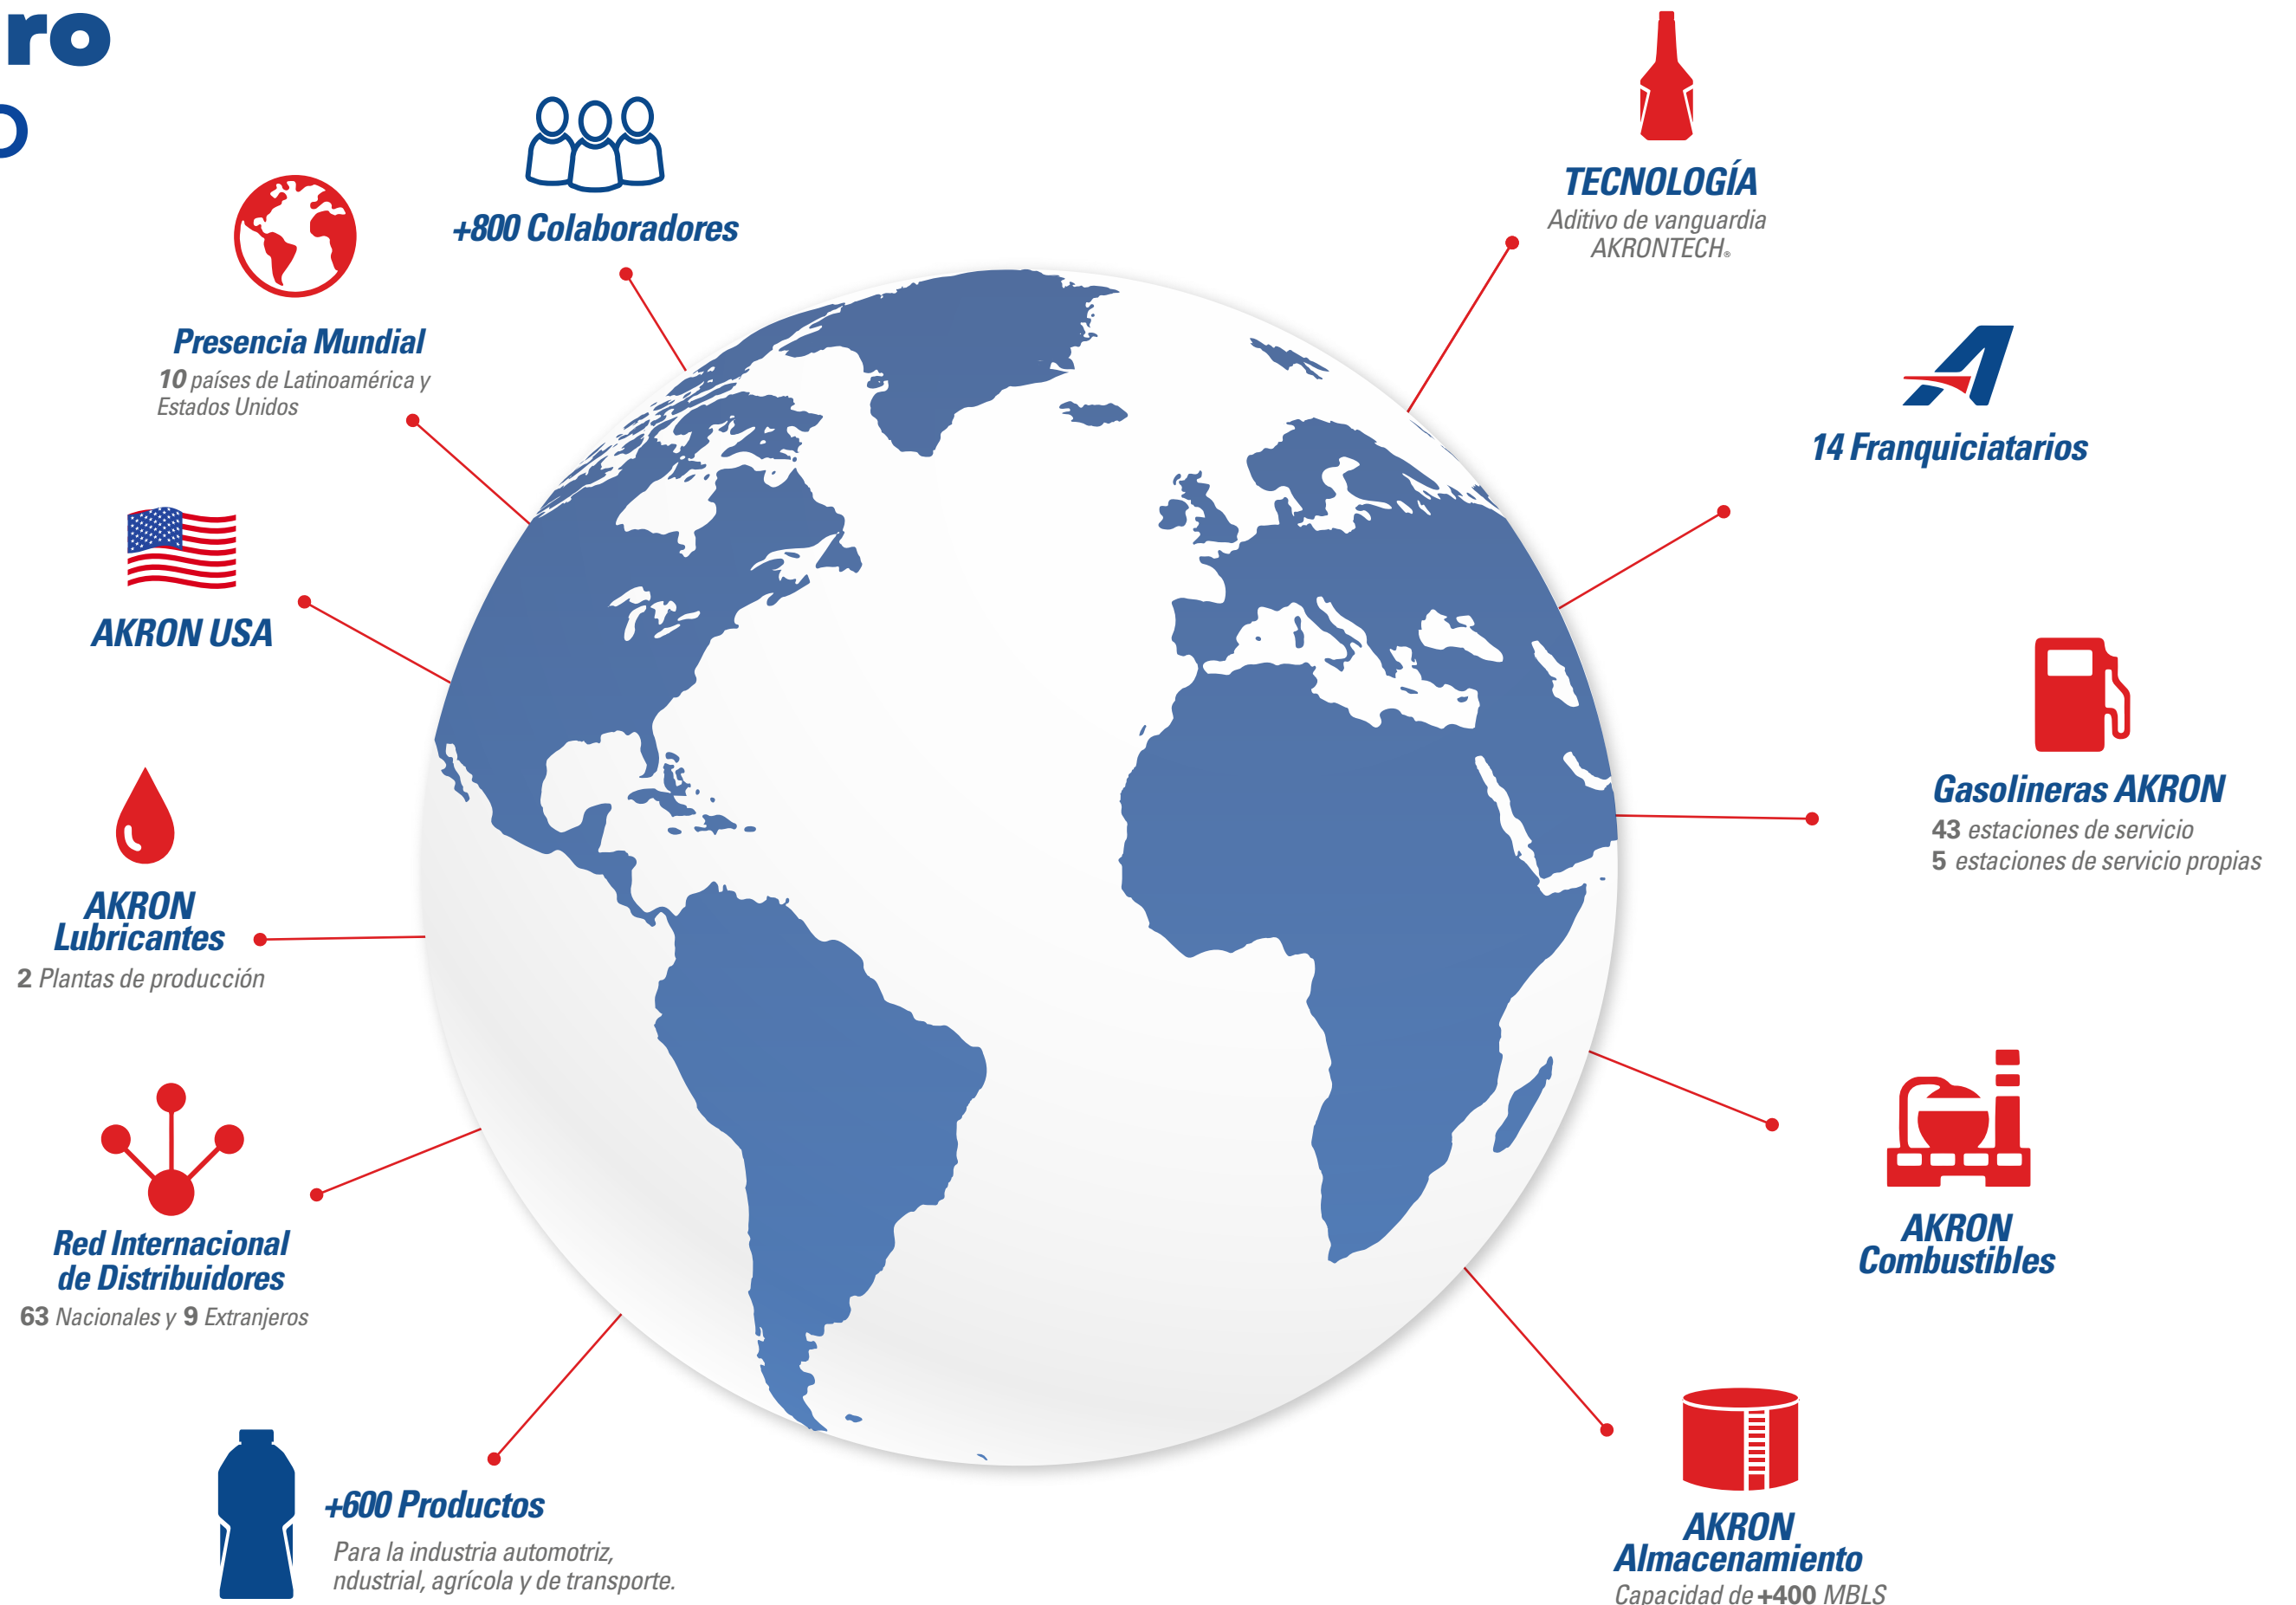 ro
o
+800 Colaboradores
Presencia Mundial
10 países de Latinoamérica y
Estados Unidos
AKRON USA
AKRON
Lubricantes
2 Plantas de producción
Red Internacional
de Distribuidores
63 Nacionales y 9 Extranjeros
+600 Productos
Para la industria automotriz,
ndustrial, agrícola y de transporte.
TECNOLOGÍA
Aditivo de vanguardia
AKRONTECH®
14 Franquiciatarios
Gasolineras AKRON
43 estaciones de servicio
5 estaciones de servicio propias
AKRON
Combustibles
AKRON
Almacenamiento
Capacidad de +400 MBLS